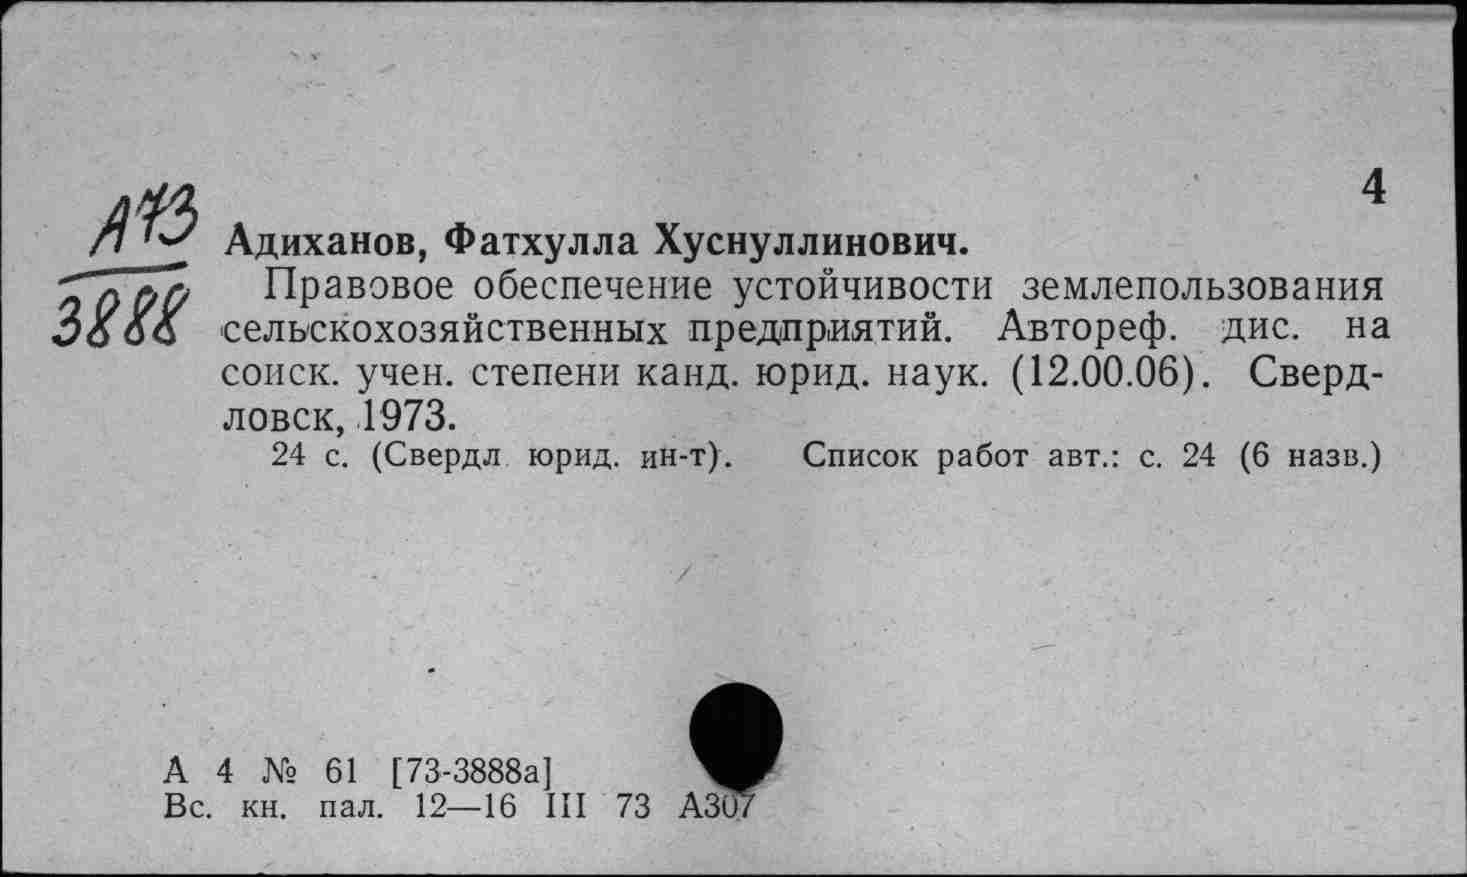 4
А73
3888
Адиханов, Фатхулла Хуснуллинович.
Правовое обеспечение устойчивости землепользования
сельскохозяйственных предприятий. Автореф. дис. на
соиск. учен. степени канд. юрид. наук. (12.00.06). Сверд-
ловск, 1973.
24 с. (Свердл. юрид. ин-т). Список работ авт.: с. 24 (6 назв.)
А 4 № 61 [73-3888а]
Вс. кн. пал. 12—16 III 73 А307